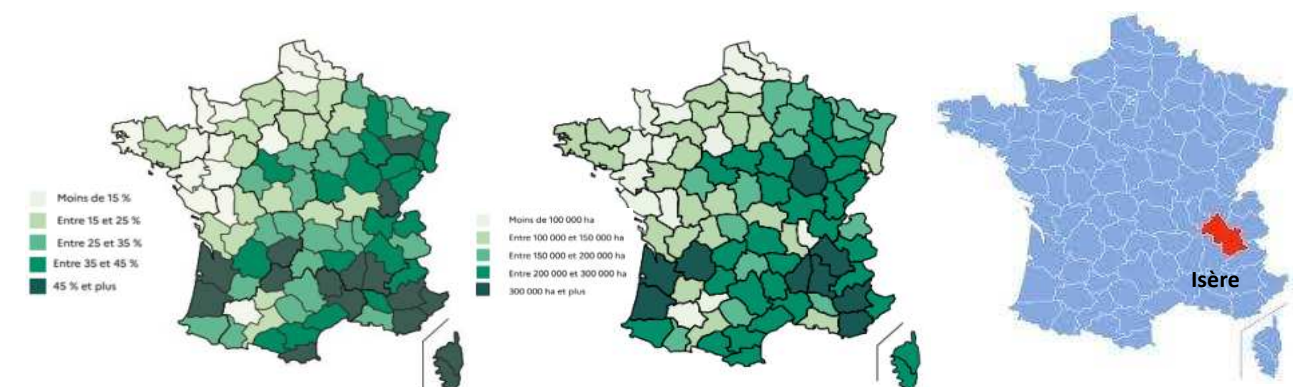 Moins de 15 %
Entre 15 et 25 %
Entre 25 et 35 %
Entre 35 et 45 %
45 % et plus
Moins de 100 000 ha
Entre 100 000 et 150 000 ha
Entre 150 000 et 200 000 ha
Entre 200 000 et 300 000 ha
300 000 ha et plus
Isère